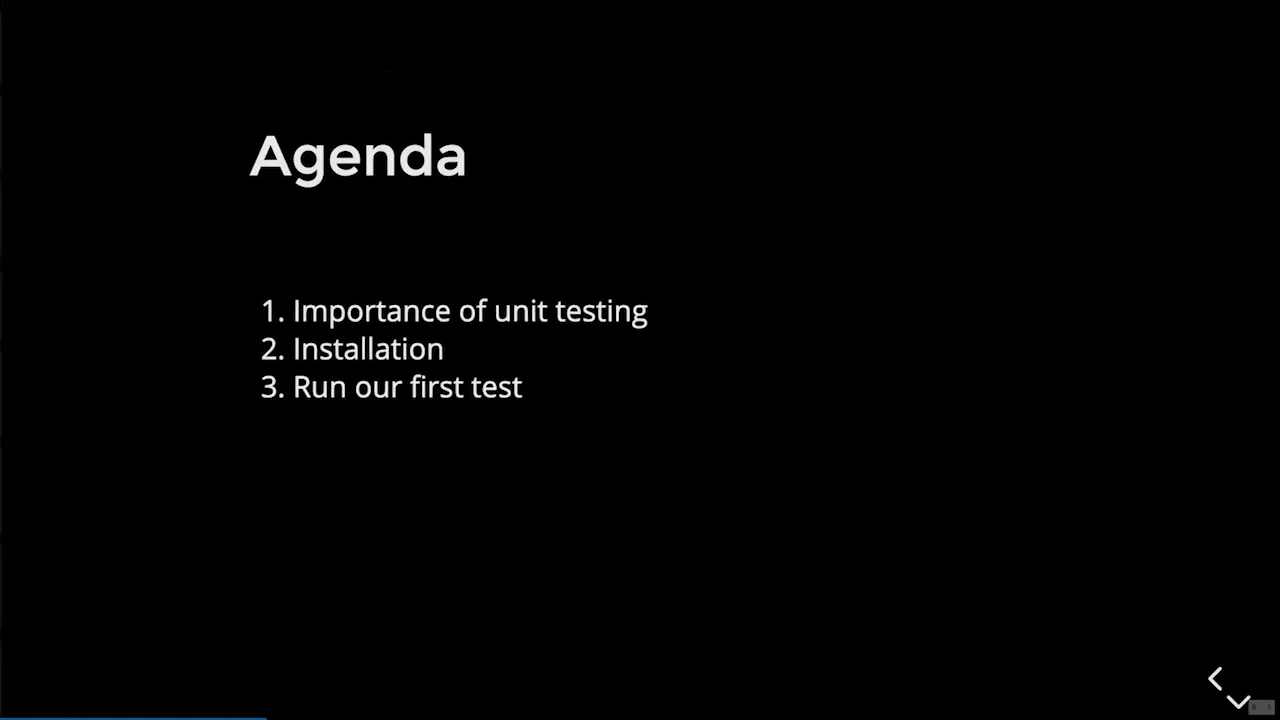 Agenda
1. Importance of unit testing
2. Installation
3. Run our first test